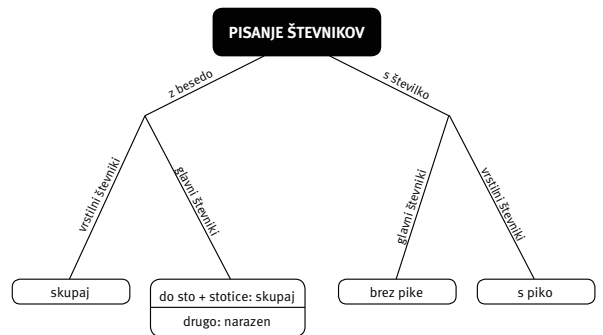 PISANJE ŠTEVNIKOV
z besedo
s številko
vrstilni števniki
glavni števniki
glavni števniki
vrstilni števniki
skupaj
do sto + stotice: skupaj
drugo: narazen
brez pike
s piko